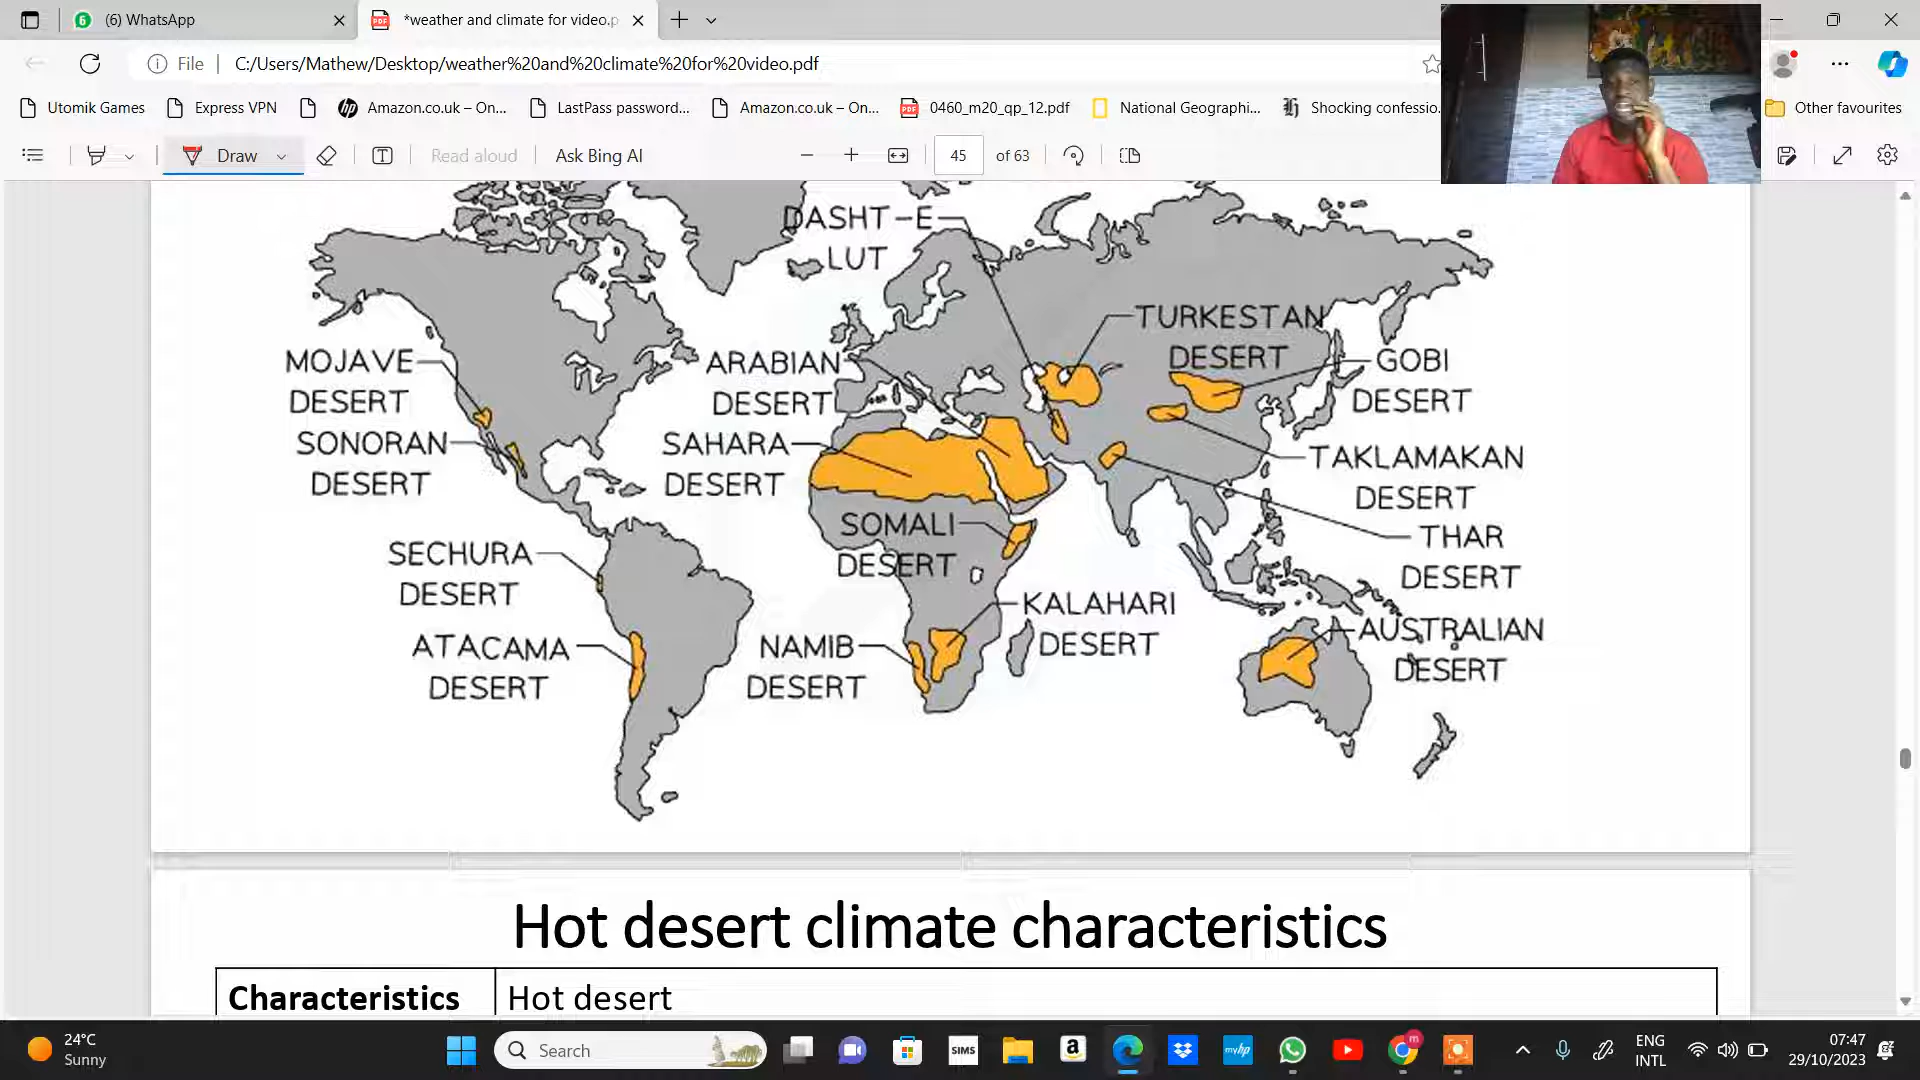 (6) WhatsApp
*weather and climate for video.p
File
C:/Users/Mathew/Desktop/weather%20and%20climate%20for%20video.pdf
Utomik Games
Express VPN
Amazon.co.uk – On...
LastPass password...
Amazon.co.uk – On...
0460_m20_qp_12.pdf
National Geographi...
Shocking confessio.
Other favourites
Draw
Read aloud
Ask Bing AI
45
of 63
DASHT-E
LUT
TURKESTAN
DESERT
MOJAVE
DESERT
ARABIAN
DESERT
GOBI
DESERT
SONORAN
DESERT
SAHARA
DESERT
TAKLAMAKAN
DESERT
SOMALI
DESERT
THAR
DESERT
SECHURA
DESERT
KALAHARI
DESERT
ATACAMA
DESERT
NAMIB
DESERT
AUSTRALIAN
DESERT
Hot desert climate characteristics
Characteristics
Hot desert
24°C
Sunny
Search
SIMS
a
myhp
m
ENG
INTL
07:47
29/10/2023